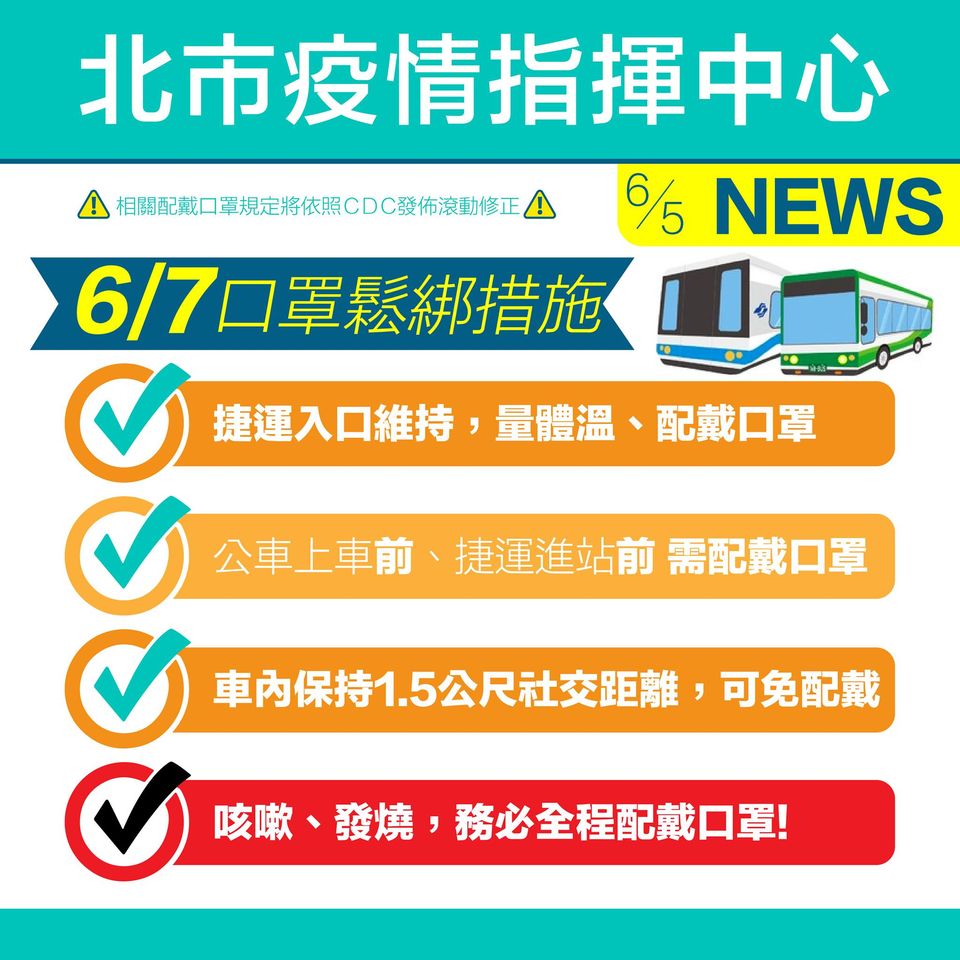 北市疫情指揮中心
相關配戴口罩規定將依照CDC發佈滾動修正
6/5 NEWS
6/7口罩鬆綁措施
捷運入口維持，量體溫、配戴口罩
公車上車前、捷運進站前 需配戴口罩
車內保持1.5公尺社交距離，可免配戴
咳嗽、發燒，務必全程配戴口罩!